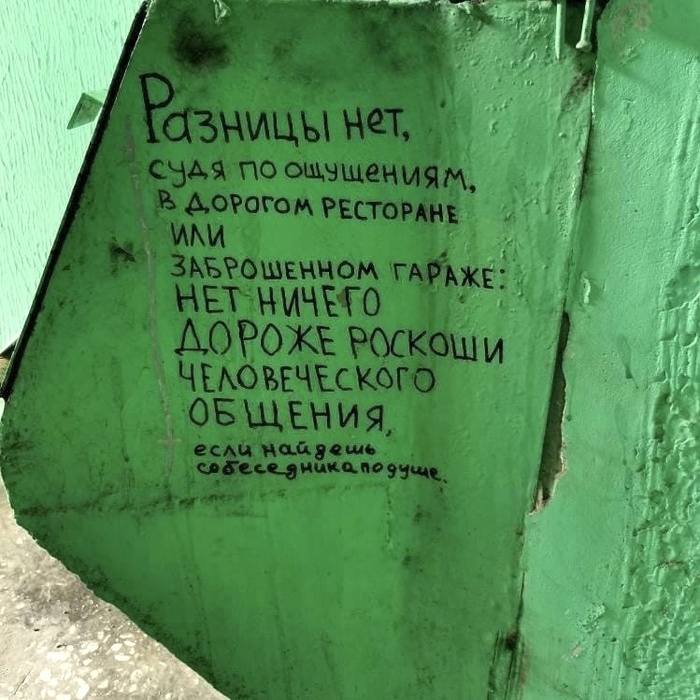 Разницы нет,
судя по ощущениям,
в дорогом ресторане
или
заброшенном гараже:
нет ничего
дороже роскоши
человеческого
общения,
если найдешь
собеседника по душе.